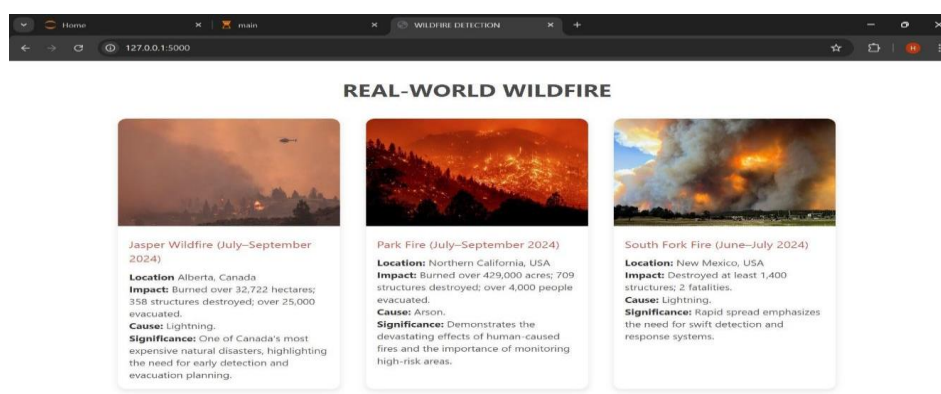 Home
main
WILDFIRE DETECTION
127.0.0.1:5000
H
REAL-WORLD WILDFIRE
Jasper Wildfire (July–September
2024)
Location Alberta, Canada
Impact: Burned over 32,722 hectares;
358 structures destroyed; over 25,000
evacuated.
Cause: Lightning.
Significance: One of Canada's most
expensive natural disasters, highlighting
the need for early detection and
evacuation planning.
Park Fire (July–September 2024)
Location: Northern California, USA
Impact: Burned over 429,000 acres; 709
structures destroyed; over 4,000 people
evacuated.
Cause: Arson.
Significance: Demonstrates the
devastating effects of human-caused
fires and the importance of monitoring
high-risk areas.
South Fork Fire (June–July 2024)
Location: New Mexico, USA
Impact: Destroyed at least 1,400
structures; 2 fatalities.
Cause: Lightning.
Significance: Rapid spread emphasizes
the need for swift detection and
response systems.